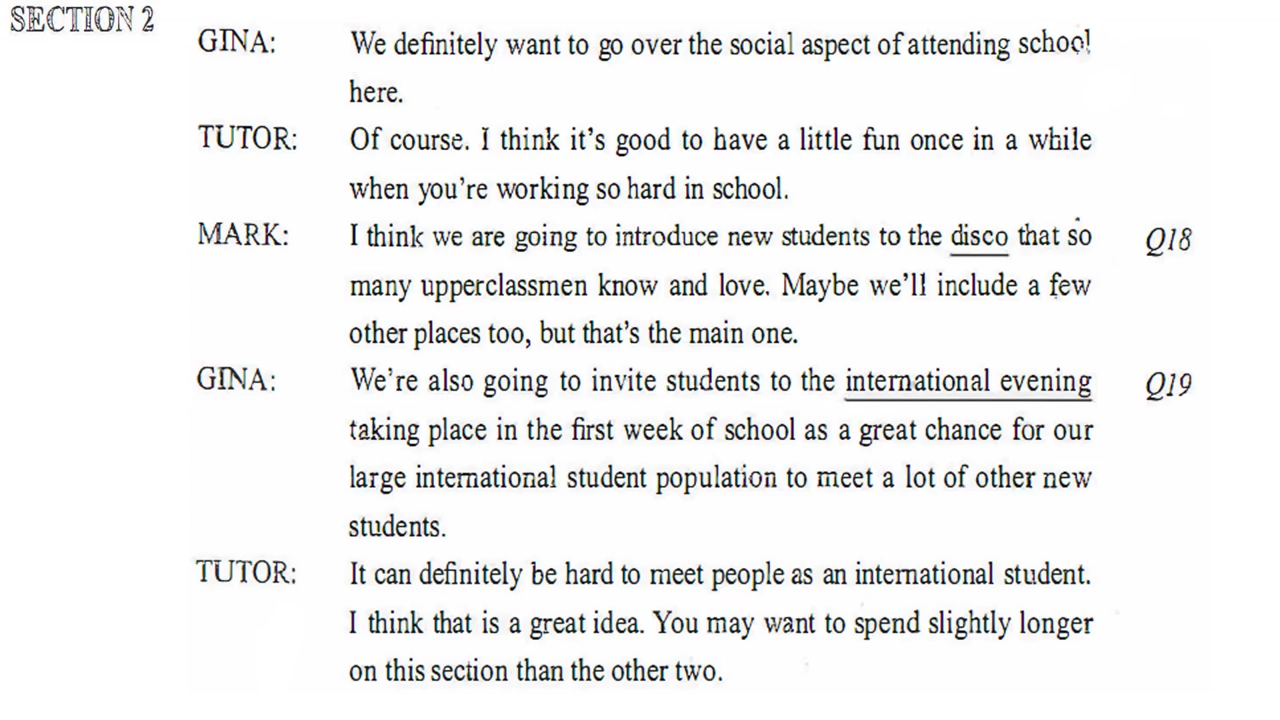 SECTION 2
GINA: We definitely want to go over the social aspect of attending school
here.
TUTOR: Of course. I think it's good to have a little fun once in a while
when you're working so hard in school.
MARK: I think we are going to introduce new students to the disco that so Q18
many upperclassmen know and love. Maybe we'll include a few
other places too, but that's the main one.
GINA: We're also going to invite students to the international evening Q19
taking place in the first week of school as a great chance for our
large international student population to meet a lot of other new
students.
TUTOR: It can definitely be hard to meet people as an international student.
I think that is a great idea. You may want to spend slightly longer
on this section than the other two.